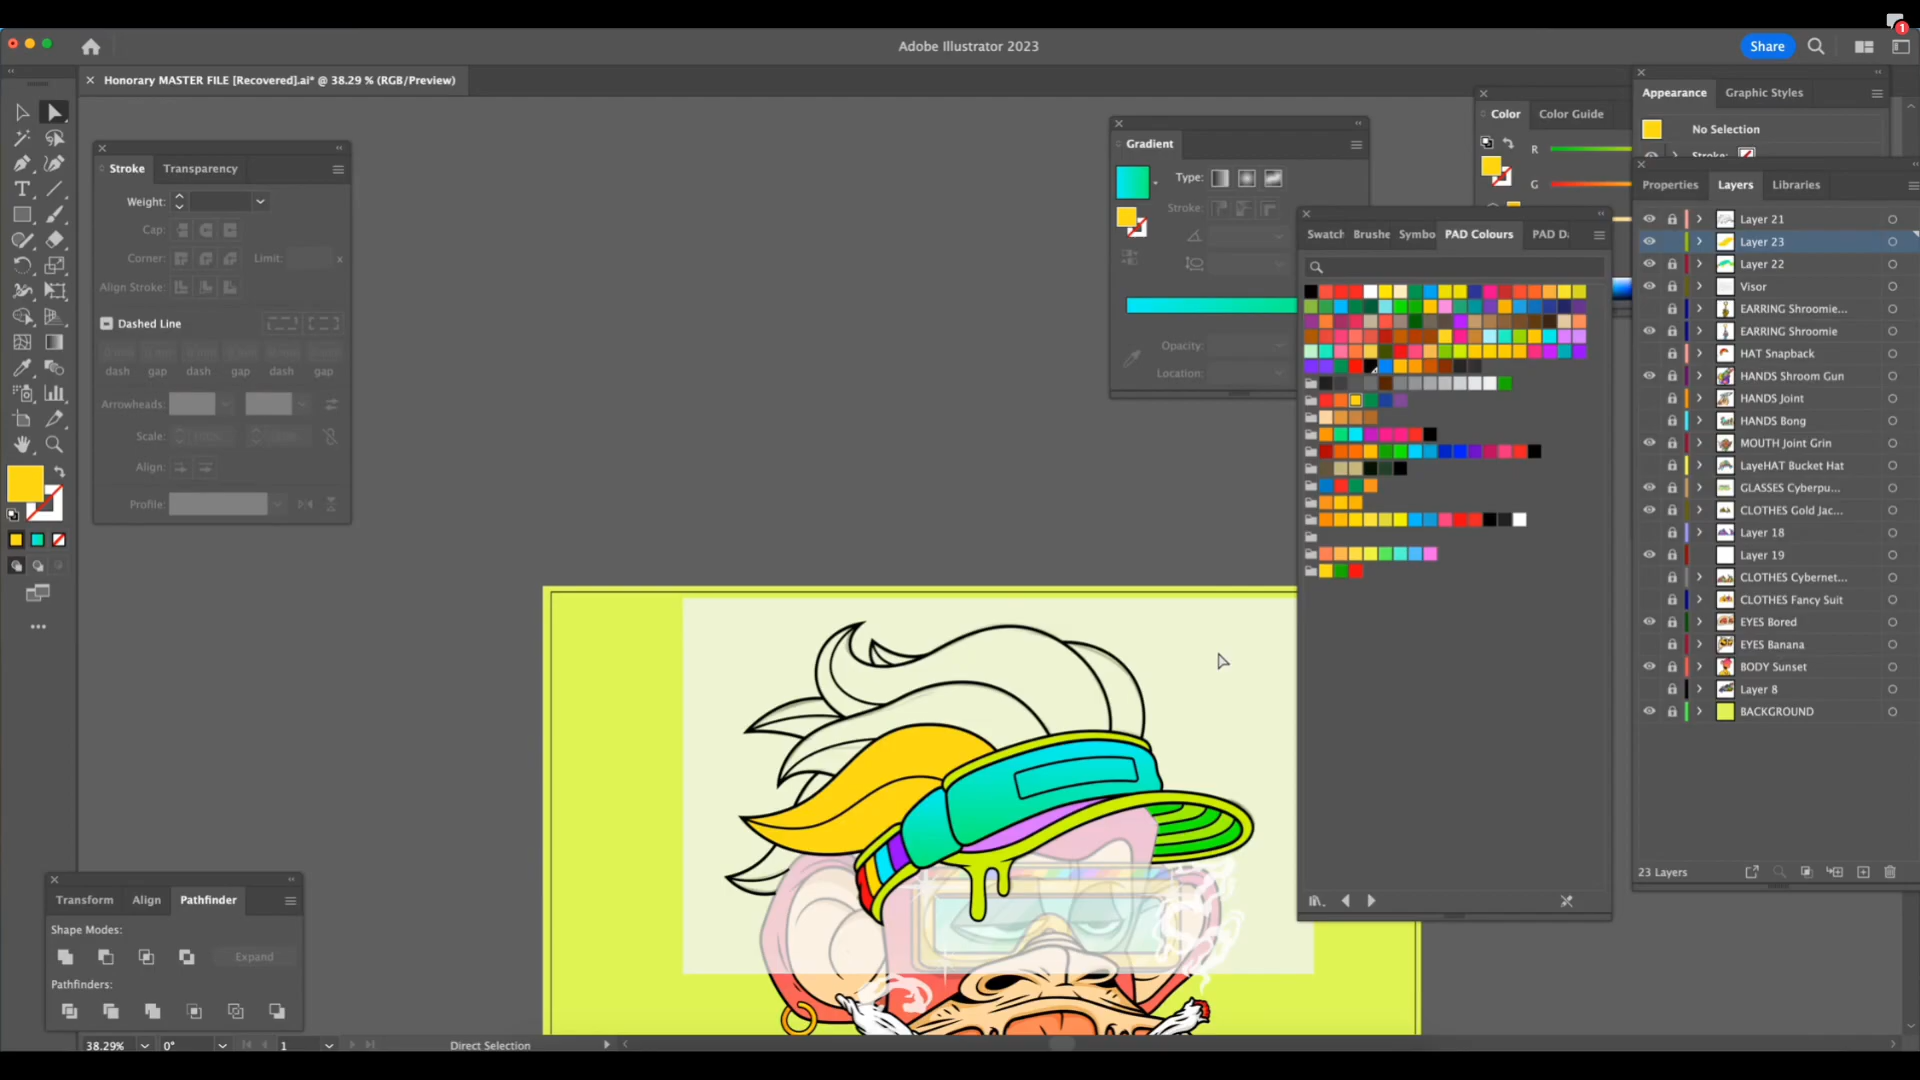 1
Adobe Illustrator 2023
Share
Honorary MASTER FILE [Recovered].ai* @ 38.29 % (RGB/Preview)
Stroke
Transparency
Weight:
Cap:
Corner:
Limit:
x
Align Stroke:
Dashed Line
dash
gap
dash
gap
dash
gap
Arrowheads:
Scale:
100%
Align:
Profile:
Gradient
Type:
Stroke:
Opacity:
Location:
Color
Color Guide
R
G
Appearance
Graphic Styles
No Selection
Stroke:
Swatch
Brushe
Symbo
PAD Colours
PAD D
Properties
Layers
Libraries
Layer 21
Layer 23
Layer 22
Visor
EARRING Shroomie...
EARRING Shroomie
HAT Snapback
HANDS Shroom Gun
HANDS Joint
HANDS Bong
MOUTH Joint Grin
LayeHAT Bucket Hat
GLASSES Cyberpu...
CLOTHES Gold Jac...
Layer 18
Layer 19
CLOTHES Cybernet...
CLOTHES Fancy Suit
EYES Bored
EYES Banana
BODY Sunset
Layer 8
BACKGROUND
23 Layers
Transform
Align
Pathfinder
Shape Modes:
Expand
Pathfinders:
38.29%
0°
1
Direct Selection